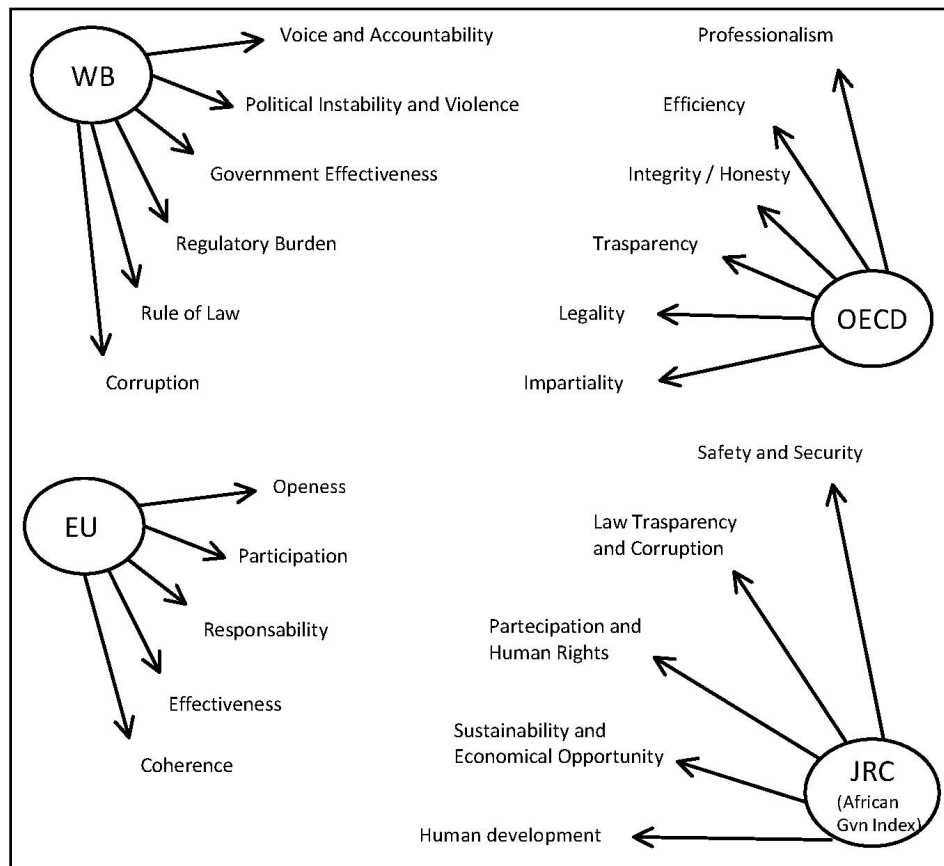 WB
Voice and Accountability
Political Instability and Violence
Government Effectiveness
Regulatory Burden
Rule of Law
Corruption
Professionalism
Efficiency
Integrity / Honesty
Trasparency
Legality
Impartiality
OECD
EU
Openess
Participation
Responsability
Effectiveness
Coherence
Safety and Security
Law Trasparency
and Corruption
Partecipation and
Human Rights
Sustainability and
Economical Opportunity
Human development
JRC
(African
Gvn Index)